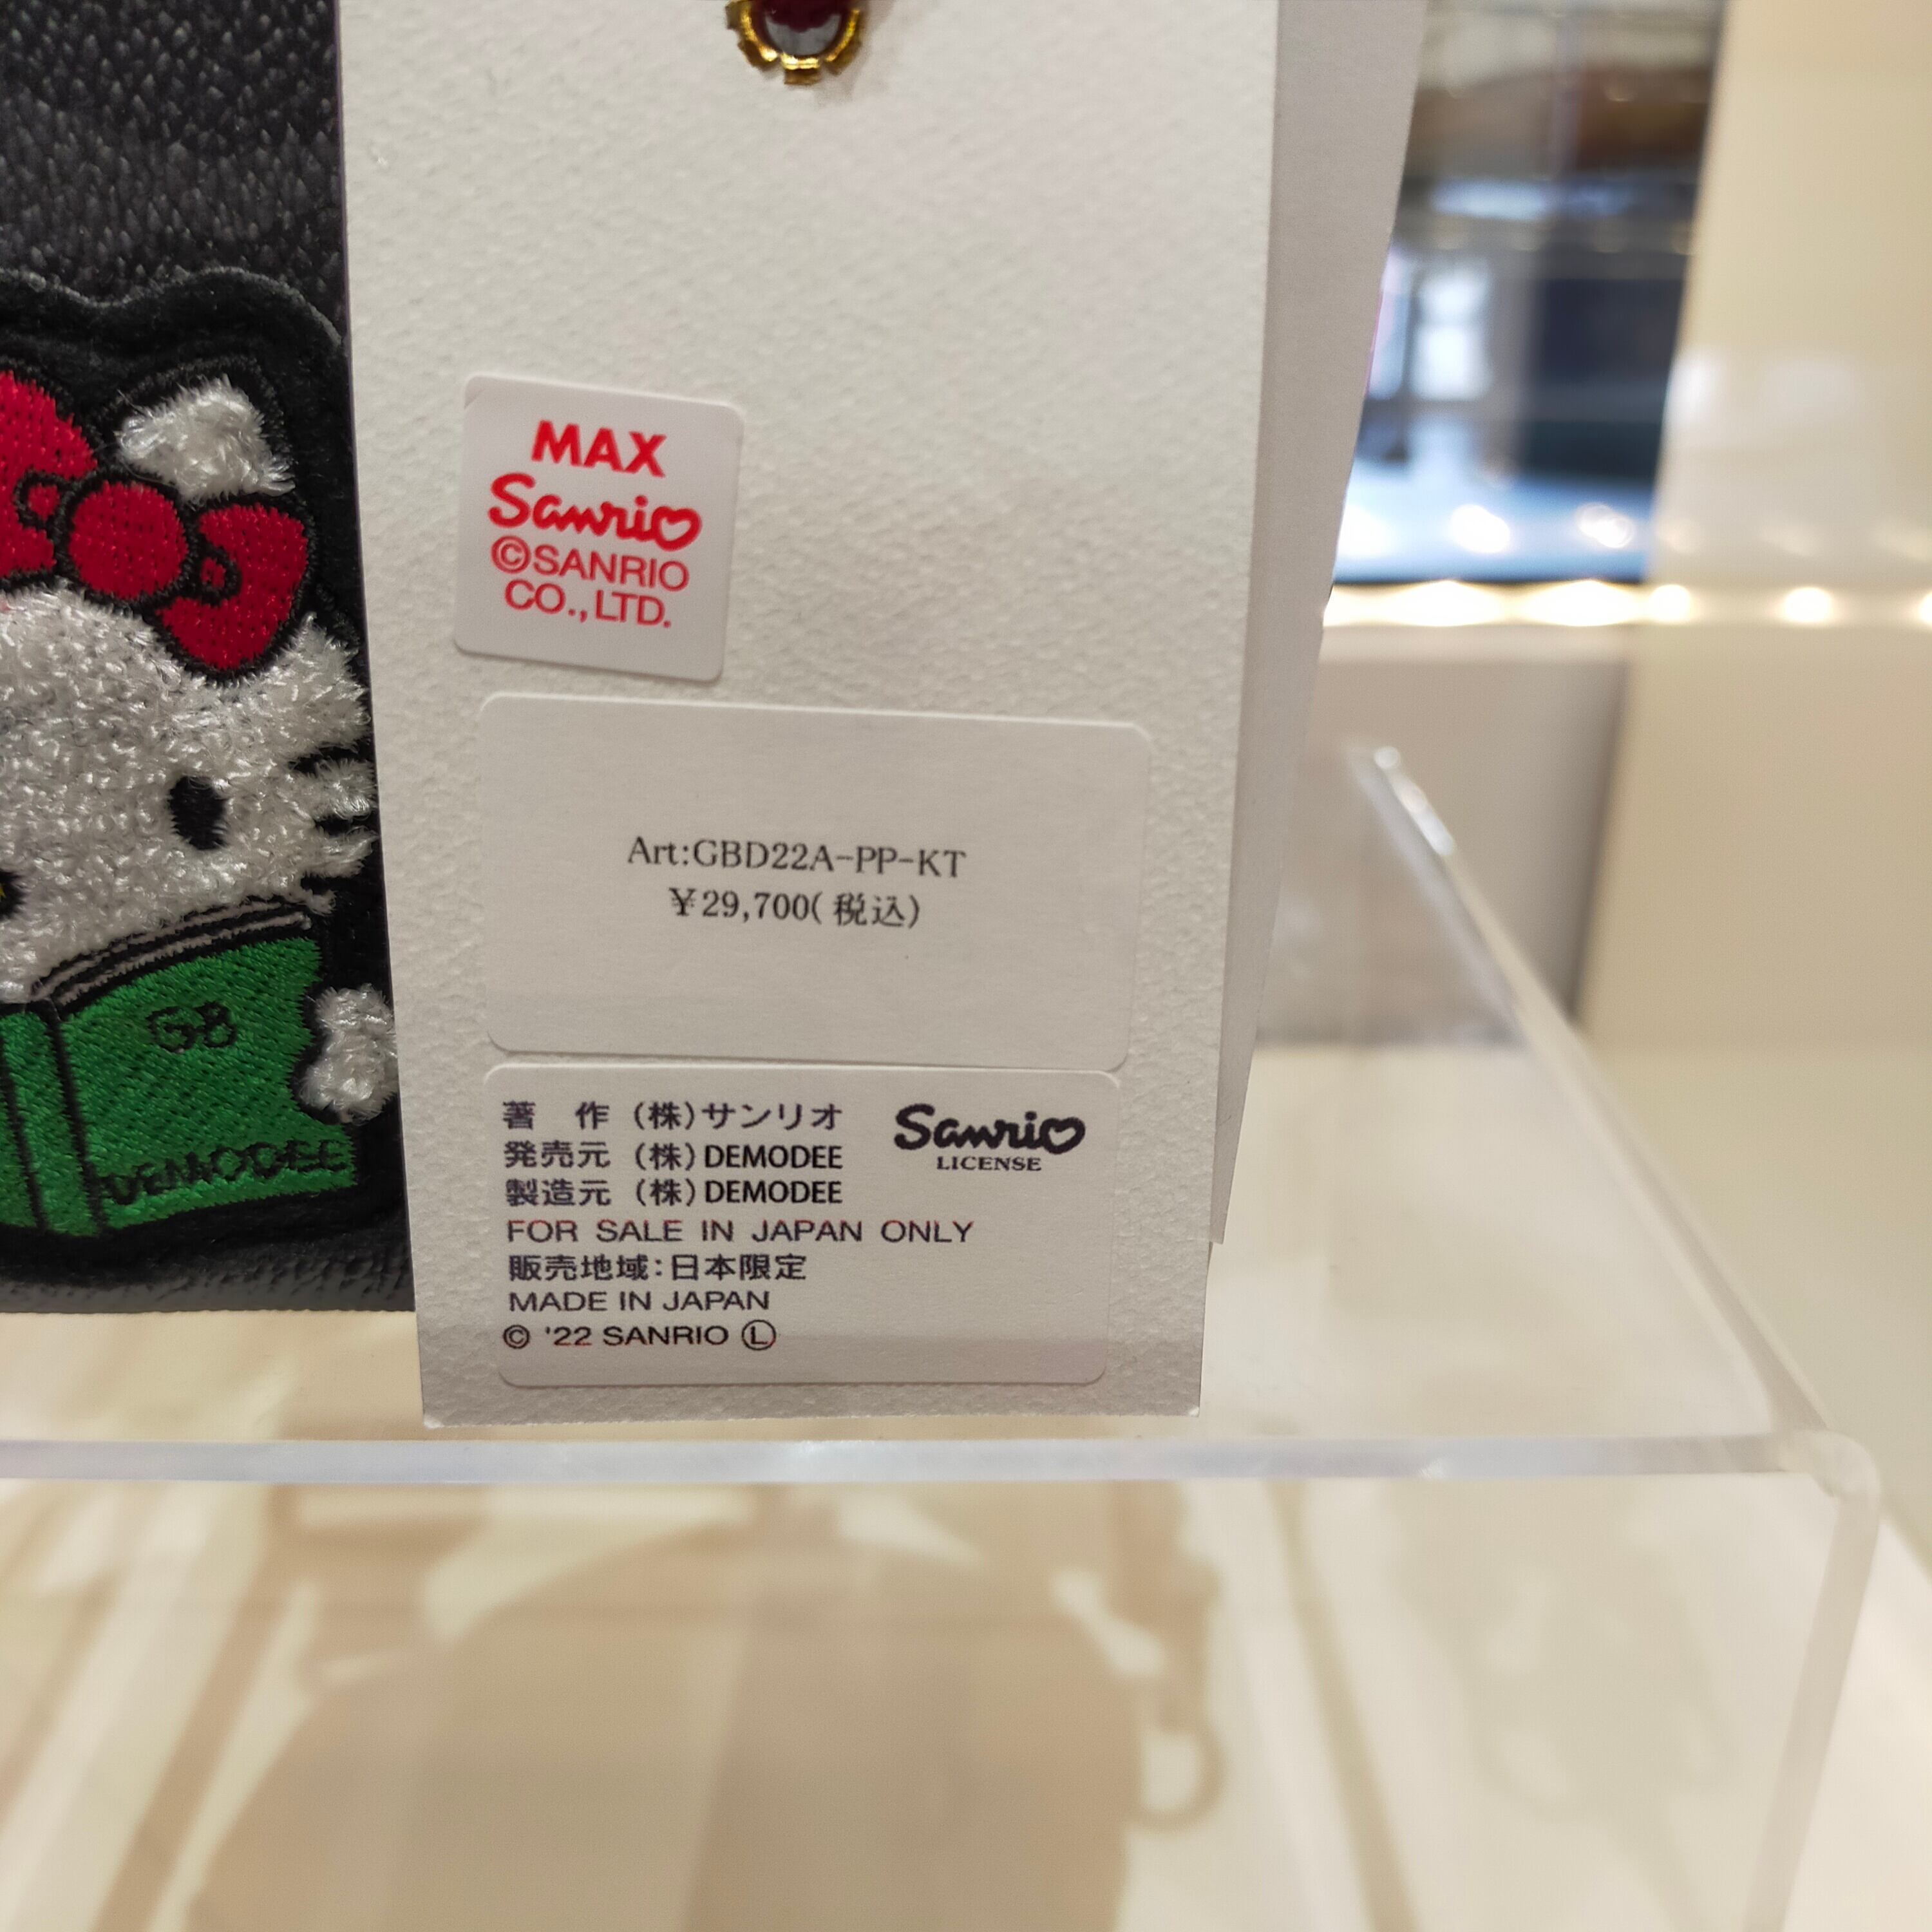 MAX
Sanrio
©SANRIO
CO.,LTD.
Art:GBD22A-PP-KT
¥29,700(税込)
著 作 (株)サンリオ
発売元 (株)DEMODEE
製造元 (株)DEMODEE
Sanrio
LICENSE
FOR SALE IN JAPAN ONLY
販売地域:日本限定
MADE IN JAPAN
© '22 SANRIO Ⓛ
GB
DEMODEE